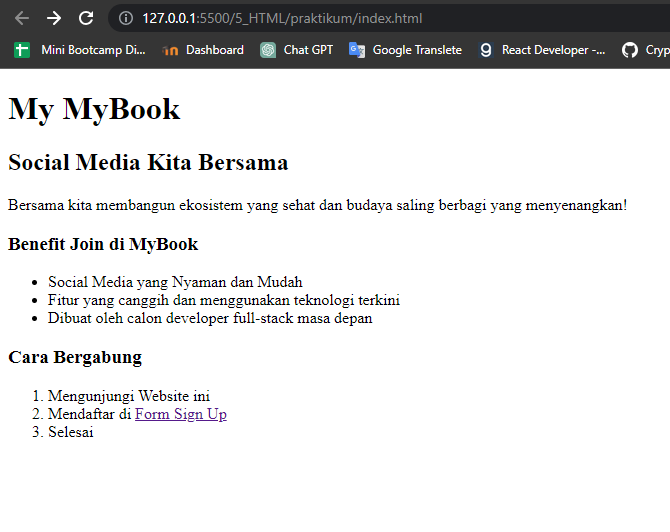 127.0.0.1:5500/5_HTML/praktikum/index.html
Mini Bootcamp Di... Dashboard Chat GPT Google Translete React Developer -... Cryp
My MyBook
Social Media Kita Bersama
Bersama kita membangun ekosistem yang sehat dan budaya saling berbagi yang menyenangkan!
Benefit Join di MyBook
• Social Media yang Nyaman dan Mudah
• Fitur yang canggih dan menggunakan teknologi terkini
• Dibuat oleh calon developer full-stack masa depan
Cara Bergabung
1. Mengunjungi Website ini
2. Mendaftar di Form Sign Up
3. Selesai